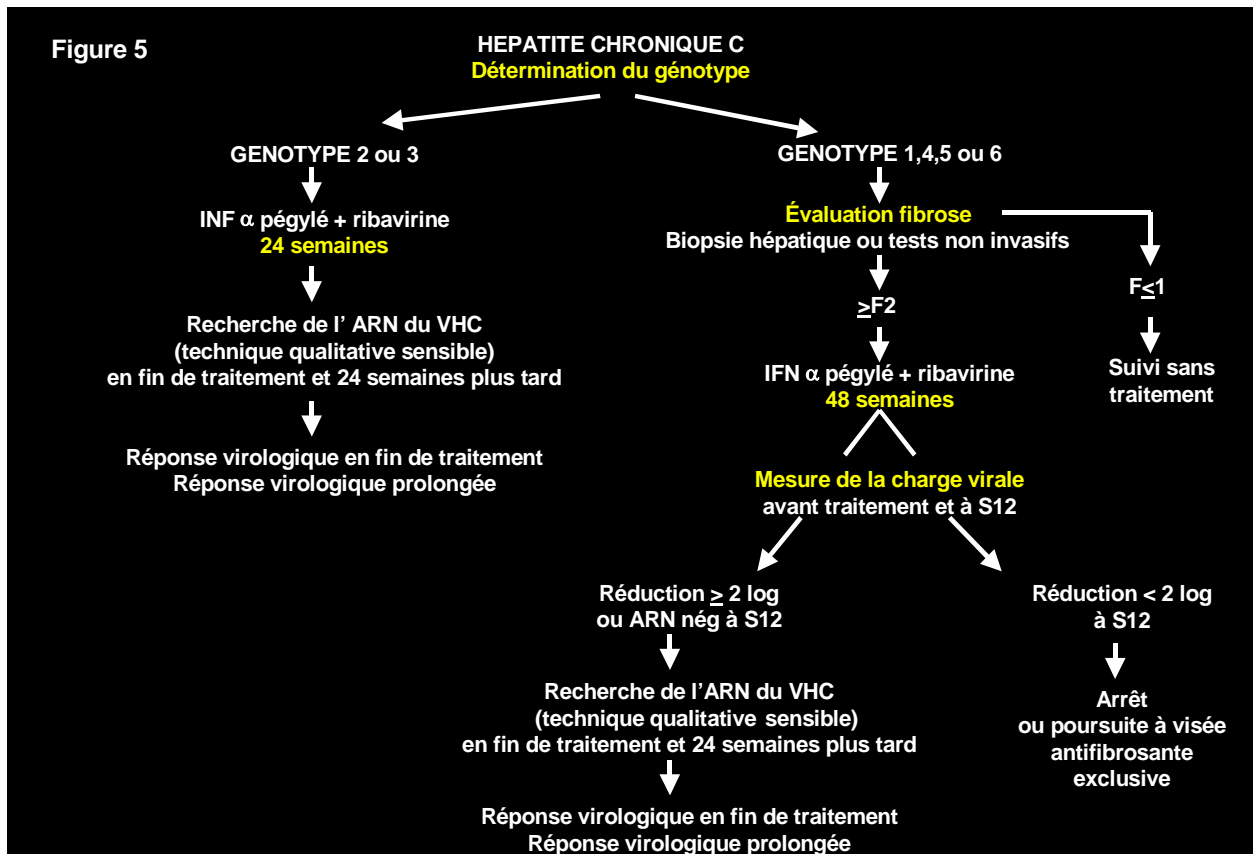 Figure 5
HEPATITE CHRONIQUE C
Détermination du génotype
GENOTYPE 2 ou 3
INF α pégylé + ribavirine
24 semaines
Recherche de l' ARN du VHC
(technique qualitative sensible)
en fin de traitement et 24 semaines plus tard
Réponse virologique en fin de traitement
Réponse virologique prolongée
GENOTYPE 1,4,5 ou 6
Évaluation fibrose
Biopsie hépatique ou tests non invasifs
F≤1
Suivi sans
traitement
≥F2
IFN α pégylé + ribavirine
48 semaines
Mesure de la charge virale
avant traitement et à S12
Réduction ≥ 2 log
ou ARN nég à S12
Recherche de l'ARN du VHC
(technique qualitative sensible)
en fin de traitement et 24 semaines plus tard
Réponse virologique en fin de traitement
Réponse virologique prolongée
Réduction < 2 log
à S12
Arrêt
ou poursuite à visée
antifibrosante
exclusive